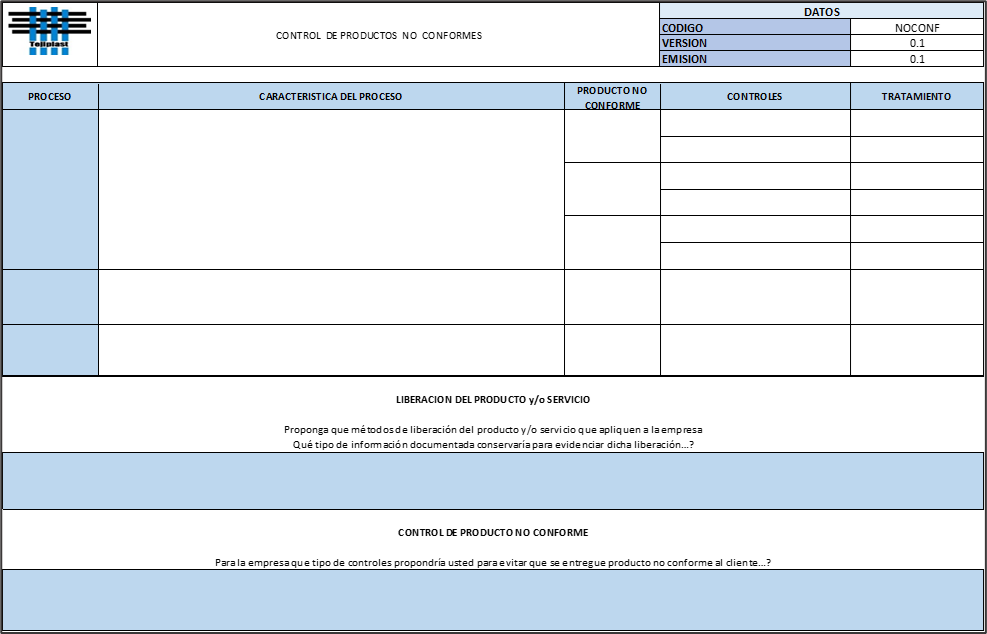 Tejiplast
CONTROL DE PRODUCTOS NO CONFORMES
DATOS
CODIGO NOCONF
VERSION 0.1
EMISION 0.1
PROCESO CARACTERISTICA DEL PROCESO PRODUCTO NO CONFORME CONTROLES TRATAMIENTO
LIBERACION DEL PRODUCTO y/o SERVICIO
Proponga que métodos de liberación del producto y/o servicio que apliquen a la empresa
Qué tipo de información documentada conservaría para evidenciar dicha liberación...?
CONTROL DE PRODUCTO NO CONFORME
Para la empresa que tipo de controles propondría usted para evitar que se entregue producto no conforme al cliente...?